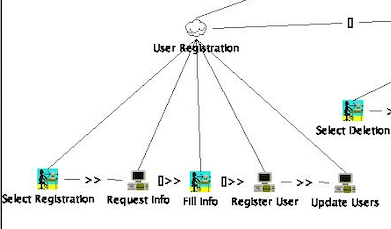 []
User Registration
Select Deletion
>
>> []>> []>> >>
Select Registration Request Info Fill Info Register User Update Users